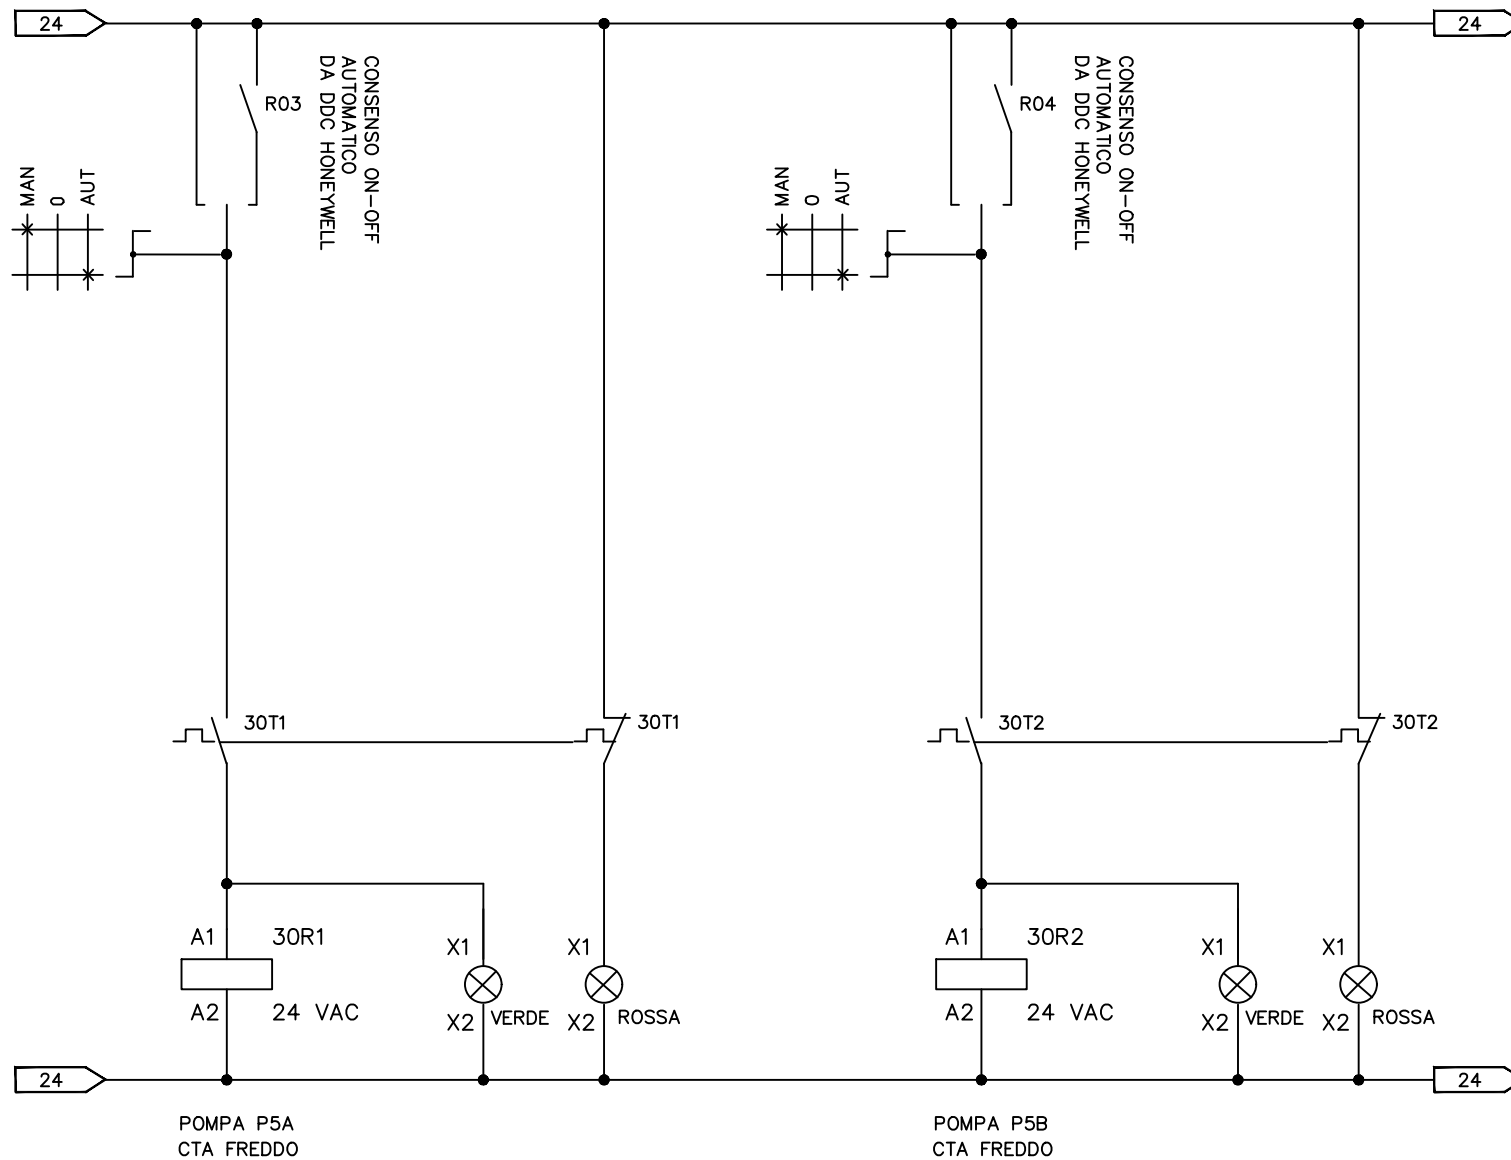 24
24
R03
CONSENSO ON-OFF
AUTOMATICO
DA DDC HONEYWELL
MAN
0
AUT
R04
CONSENSO ON-OFF
AUTOMATICO
DA DDC HONEYWELL
MAN
0
AUT
30T1
30T1
30T2
30T2
A1
30R1
X1
X1
A1
30R2
X1
X1
A2
24 VAC
X2
VERDE
X2
ROSSA
A2
24 VAC
X2
VERDE
X2
ROSSA
24
24
POMPA P5A
CTA FREDDO
POMPA P5B
CTA FREDDO